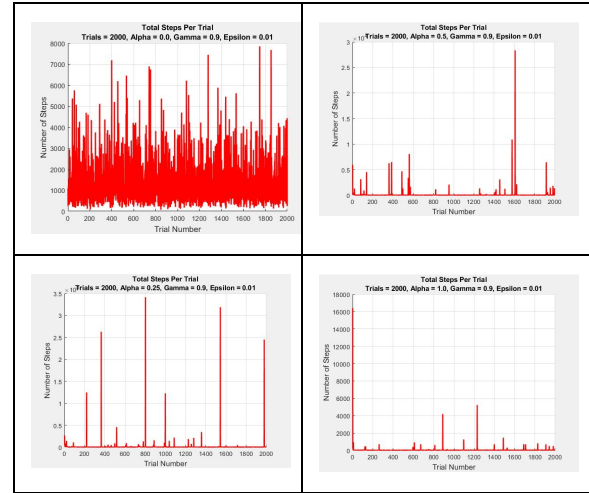 Total Steps Per Trial
Trials = 2000, Alpha = 0.0, Gamma = 0.9, Epsilon = 0.01
8000
7000
6000
5000
4000
3000
2000
1000
0
Number of Steps
0 200 400 600 800 1000 1200 1400 1600 1800 2000
Trial Number
Total Steps Per Trial
Trials = 2000, Alpha = 0.5, Gamma = 0.9, Epsilon = 0.01
3
2.5
2
1.5
1
0.5
0
Number of Steps
0 200 400 600 800 1000 1200 1400 1600 1800 2000
Trial Number
Total Steps Per Trial
Trials = 2000, Alpha = 0.25, Gamma = 0.9, Epsilon = 0.01
3.5
3
2.5
2
1.5
1
0.5
0
Number of Steps
0 200 400 600 800 1000 1200 1400 1600 1800 2000
Trial Number
Total Steps Per Trial
Trials = 2000, Alpha = 1.0, Gamma = 0.9, Epsilon = 0.01
18000
16000
14000
12000
10000
8000
6000
4000
2000
0
Number of Steps
0 200 400 600 800 1000 1200 1400 1600 1800 2000
Trial Number